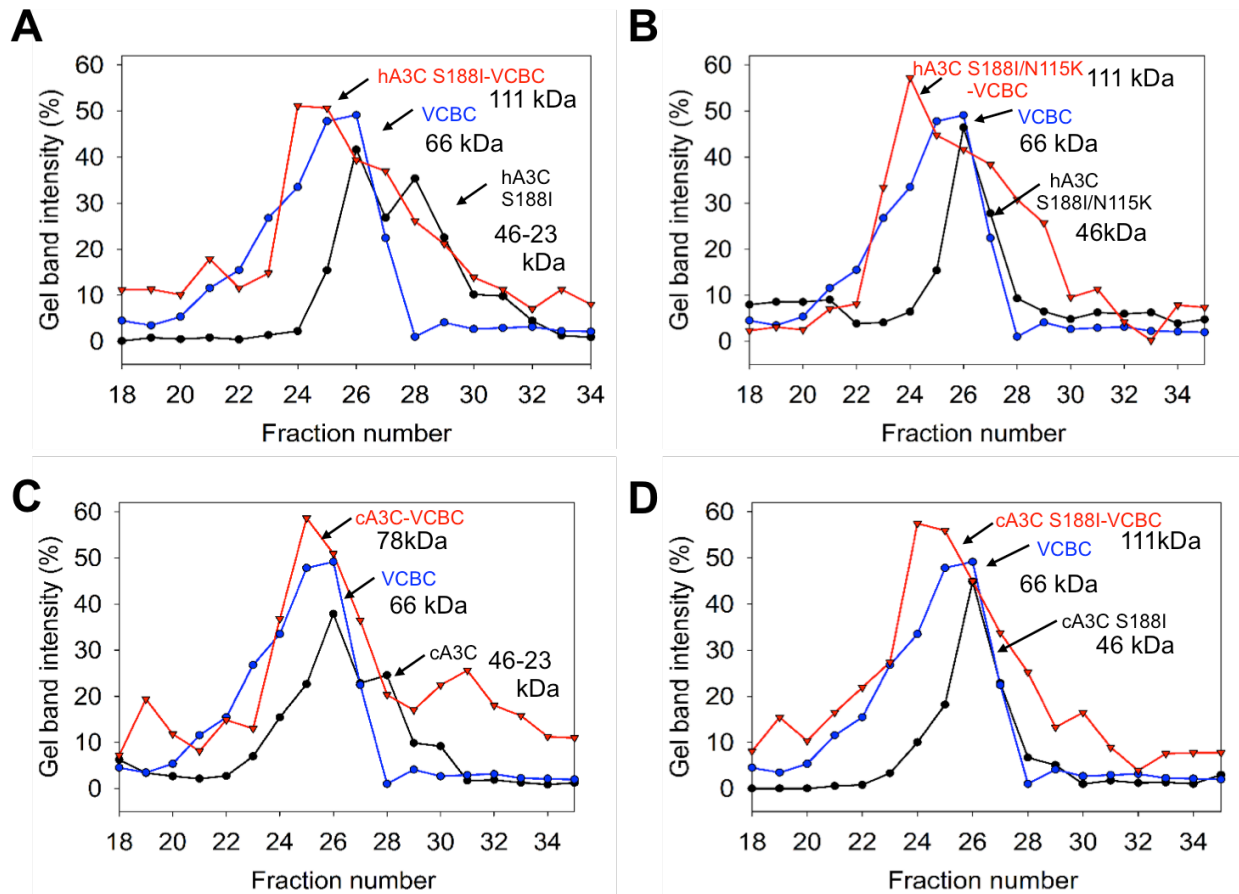 A
Gel band intensity (%)
60
50
40
30
20
10
0
hA3C S188I-VCBC
111 kDa
VCBC
66 kDa
hA3C
S188I
46-23
kDa
18 20 22 24 26 28 30 32 34
Fraction number
B
Gel band intensity (%)
60
50
40
30
20
10
0
hA3C S188I/N115K
-VCBC
111 kDa
VCBC
66 kDa
hA3C
S188I/N115K
46kDa
18 20 22 24 26 28 30 32 34
Fraction number
C
Gel band intensity (%)
60
50
40
30
20
10
0
cA3C-VCBC
78kDa
VCBC
66 kDa
cA3C
46-23
kDa
18 20 22 24 26 28 30 32 34
Fraction number
D
Gel band intensity (%)
60
50
40
30
20
10
0
cA3C S188I-VCBC
111kDa
VCBC
66 kDa
cA3C S188I
46 kDa
18 20 22 24 26 28 30 32 34
Fraction number